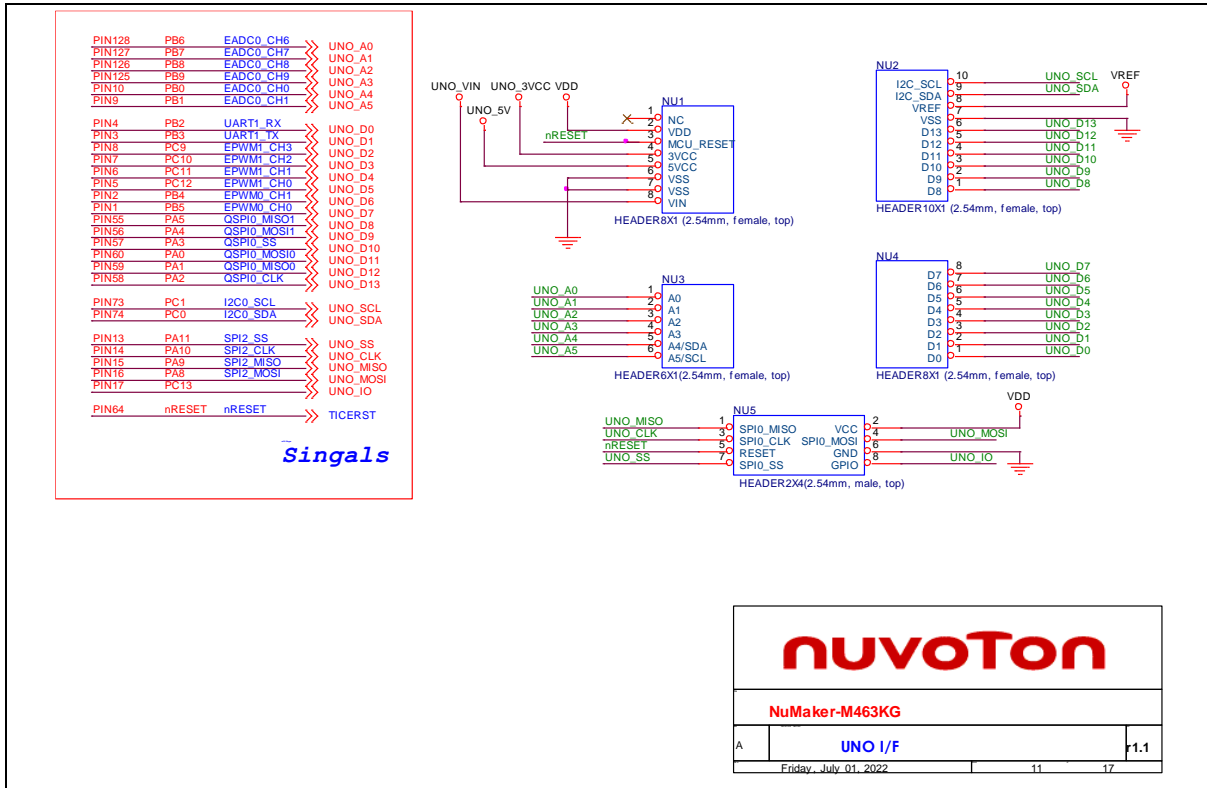 PIN128 PB6 EADC0_CH6 UNO_A0
PIN127 PB7 EADC0_CH7 UNO_A1
PIN126 PB8 EADC0_CH8 UNO_A2
PIN125 PB9 EADC0_CH9 UNO_A3
PIN10 PB0 EADC0_CH0 UNO_A4
PIN9 PB1 EADC0_CH1 UNO_A5
PIN4 PB2 UART1_RX UNO_D0
PIN3 PB3 UART1_TX UNO_D1
PIN8 PC9 EPWM1_CH3 UNO_D2
PIN7 PC10 EPWM1_CH2 UNO_D3
PIN6 PC11 EPWM1_CH1 UNO_D4
PIN5 PC12 EPWM1_CH0 UNO_D5
PIN2 PB4 EPWM0_CH1 UNO_D6
PIN1 PB5 EPWM0_CH0 UNO_D7
PIN55 PA5 QSPI0_MISO1 UNO_D8
PIN56 PA4 QSPI0_MOSI1 UNO_D9
PIN57 PA3 QSPI0_SS UNO_D10
PIN60 PA0 QSPI0_MOSI0 UNO_D11
PIN59 PA1 QSPI0_MISO0 UNO_D12
PIN58 PA2 QSPI0_CLK UNO_D13
PIN73 PC1 I2C0_SCL UNO_SCL
PIN74 PC0 I2C0_SDA UNO_SDA
PIN13 PA11 SPI2_SS UNO_SS
PIN14 PA10 SPI2_CLK UNO_CLK
PIN15 PA9 SPI2_MISO UNO_MISO
PIN16 PA8 SPI2_MOSI UNO_MOSI
PIN17 PC13 UNO_IO
PIN64 nRESET nRESET TICERST
Singals
UNO_VIN UNO_3VCC VDD
UNO_5V
nRESET
NU1
1 NC
2 VDD
3 MCU_RESET
4 3VCC
5 5VCC
6 VSS
7 VSS
8 VIN
HEADER8X1 (2.54mm, female, top)
NU2
VREF
I2C_SCL 10 UNO_SCL
I2C_SDA 9 UNO_SDA
VREF 8
VSS 7
D13 6 UNO_D13
D12 5 UNO_D12
D11 4 UNO_D11
D10 3 UNO_D10
D9 2 UNO_D9
D8 1 UNO_D8
HEADER10X1 (2.54mm, female, top)
NU3
UNO_A0 1 A0
UNO_A1 2 A1
UNO_A2 3 A2
UNO_A3 4 A3
UNO_A4 5 A4/SDA
UNO_A5 6 A5/SCL
HEADER6X1(2.54mm, female, top)
NU4
D7 8 UNO_D7
D6 7 UNO_D6
D5 6 UNO_D5
D4 5 UNO_D4
D3 4 UNO_D3
D2 3 UNO_D2
D1 2 UNO_D1
D0 1 UNO_D0
HEADER8X1 (2.54mm, female, top)
VDD
NU5
UNO_MISO 1 SPI0_MISO VCC 2
UNO_CLK 3 SPI0_CLK SPI0_MOSI 4 UNO_MOSI
nRESET 5 RESET GND 6
UNO_SS 7 SPI0_SS GPIO 8 UNO_IO
HEADER2X4(2.54mm, male, top)
nuvoTon
NuMaker-M463KG
A UNO I/F r1.1
Friday, July 01, 2022 11 17